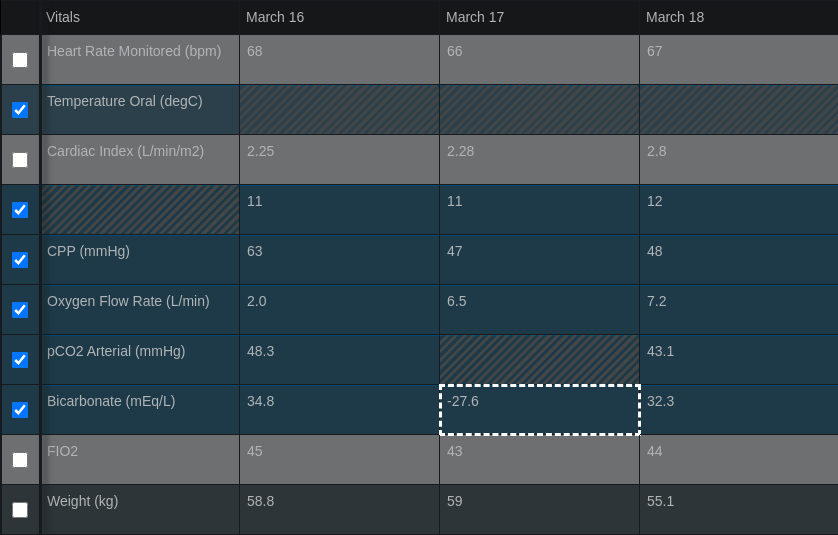 Vitals March 16 March 17 March 18
Heart Rate Monitored (bpm) 68 66 67
Temperature Oral (degC)
Cardiac Index (L/min/m2) 2.25 2.28 2.8
11 11 12
CPP (mmHg) 63 47 48
Oxygen Flow Rate (L/min) 2.0 6.5 7.2
pCO2 Arterial (mmHg) 48.3 43.1
Bicarbonate (mEq/L) 34.8 -27.6 32.3
FIO2 45 43 44
Weight (kg) 58.8 59 55.1